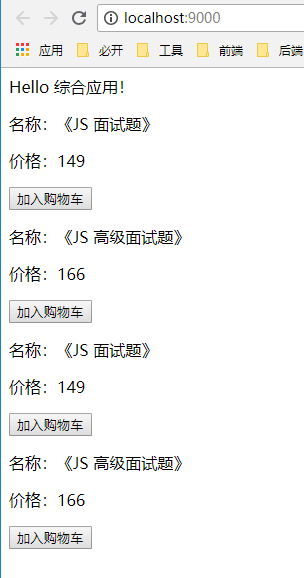 localhost:9000
应用 必开 工具 前端 后端
Hello 综合应用！
名称：《JS 面试题》
价格：149
加入购物车
名称：《JS 高级面试题》
价格：166
加入购物车
名称：《JS 面试题》
价格：149
加入购物车
名称：《JS 高级面试题》
价格：166
加入购物车